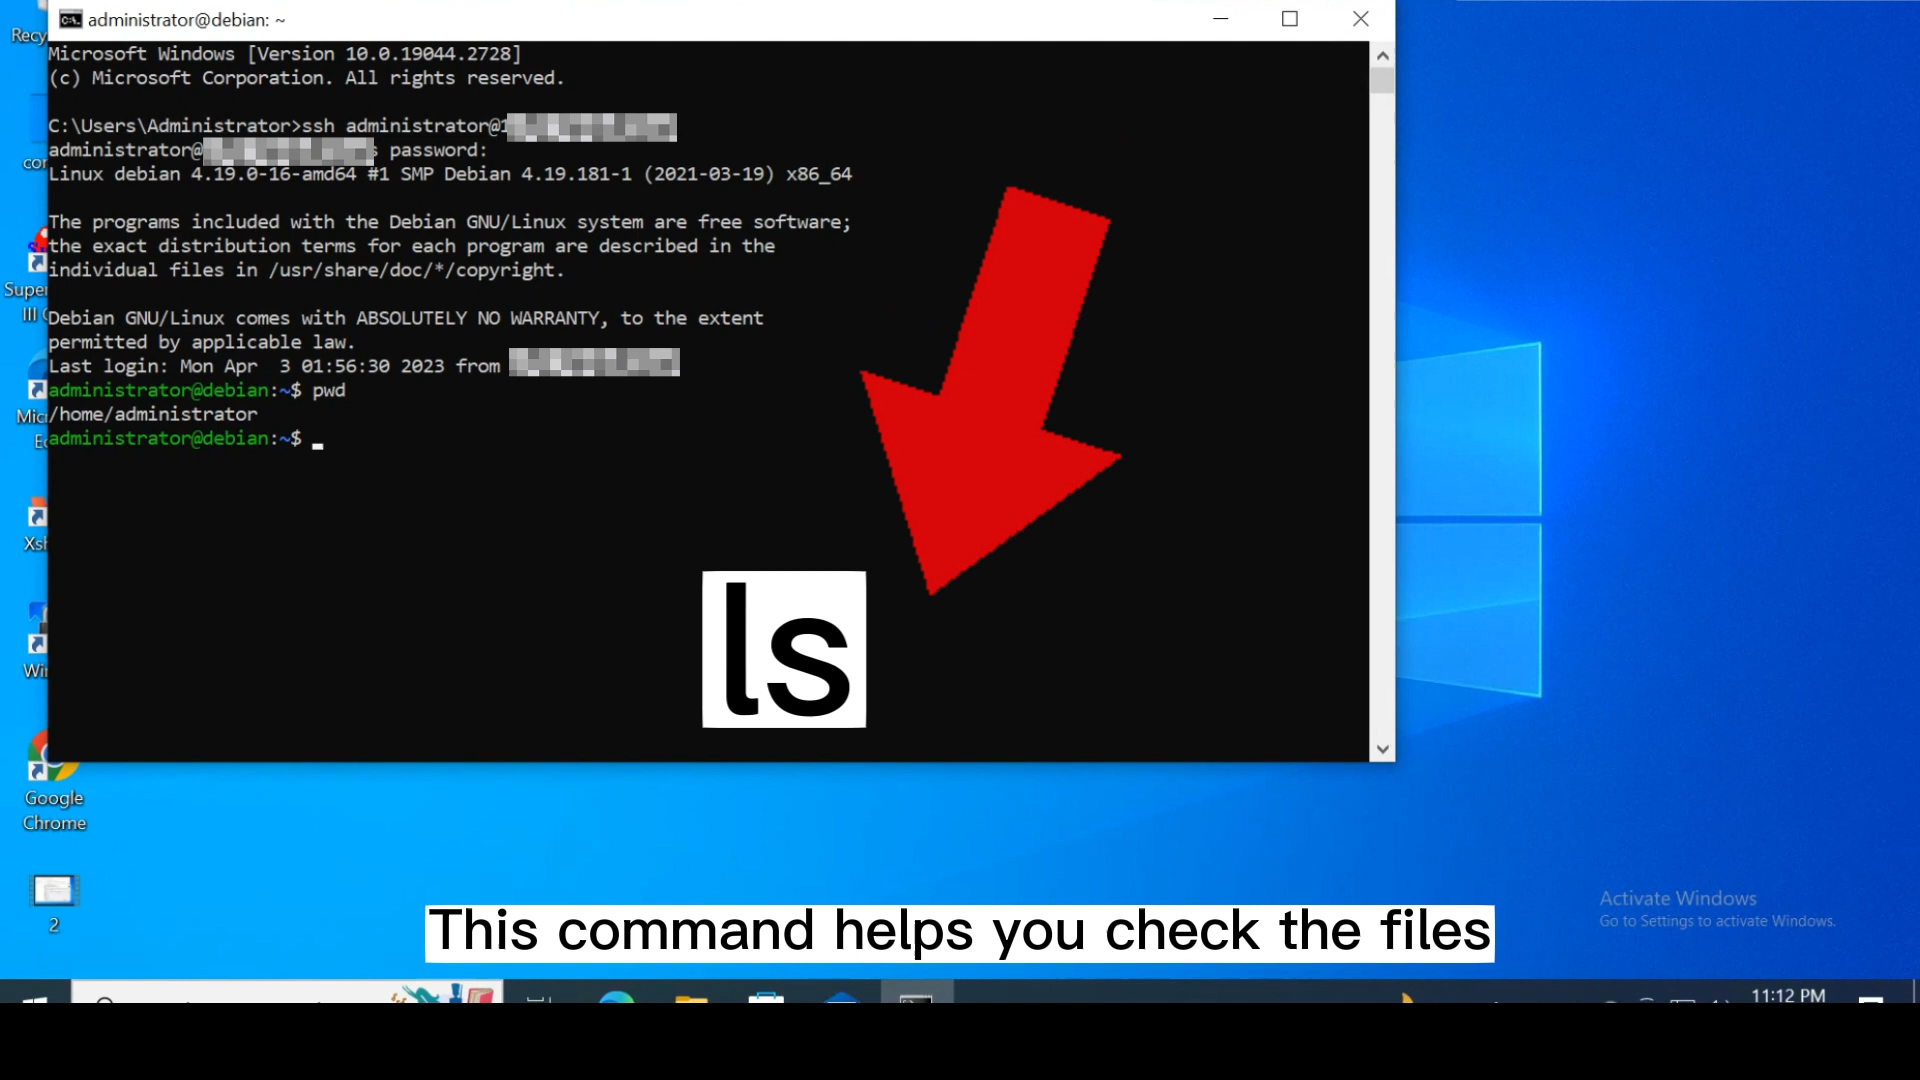 administrator@debian: ~
Microsoft Windows [Version 10.0.19044.2728]
(c) Microsoft Corporation. All rights reserved.
C:\Users\Administrator>ssh administrator@
administrator@ password:
Linux debian 4.19.0-16-amd64 #1 SMP Debian 4.19.181-1 (2021-03-19) x86_64
The programs included with the Debian GNU/Linux system are free software;
the exact distribution terms for each program are described in the
individual files in /usr/share/doc/*/copyright.
Debian GNU/Linux comes with ABSOLUTELY NO WARRANTY, to the extent
permitted by applicable law.
Last login: Mon Apr  3 01:56:30 2023 from
administrator@debian:~$ pwd
/home/administrator
administrator@debian:~$
ls
Google
Chrome
2
This command helps you check the files
Activate Windows
Go to Settings to activate Windows.
11:12 PM